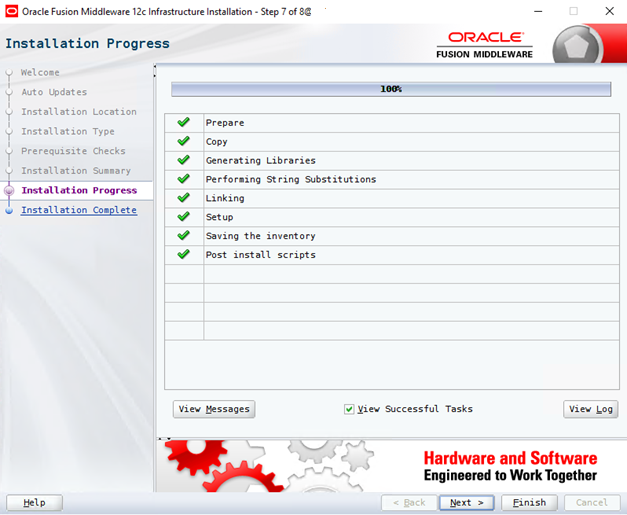 Oracle Fusion Middleware 12c Infrastructure Installation - Step 7 of 8@
Installation Progress
ORACLE
FUSION MIDDLEWARE
Welcome
Auto Updates
Installation Location
Installation Type
Prerequisite Checks
Installation Summary
Installation Progress
Installation Complete
100%
Prepare
Copy
Generating Libraries
Performing String Substitutions
Linking
Setup
Saving the inventory
Post install scripts
View Messages
View Successful Tasks
View Log
Hardware and Software
Engineered to Work Together
Help
< Back
Next >
Finish
Cancel